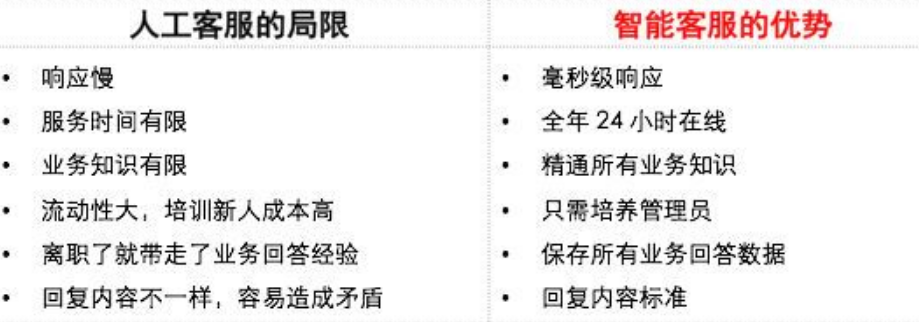 人工客服的局限
智能客服的优势
• 响应慢
• 毫秒级响应
• 服务时间有限
• 全年 24 小时在线
• 业务知识有限
• 精通所有业务知识
• 流动性大，培训新人成本高
• 只需培养管理员
• 离职了就带走了业务回答经验
• 保存所有业务回答数据
• 回复内容不一样，容易造成矛盾
• 回复内容标准